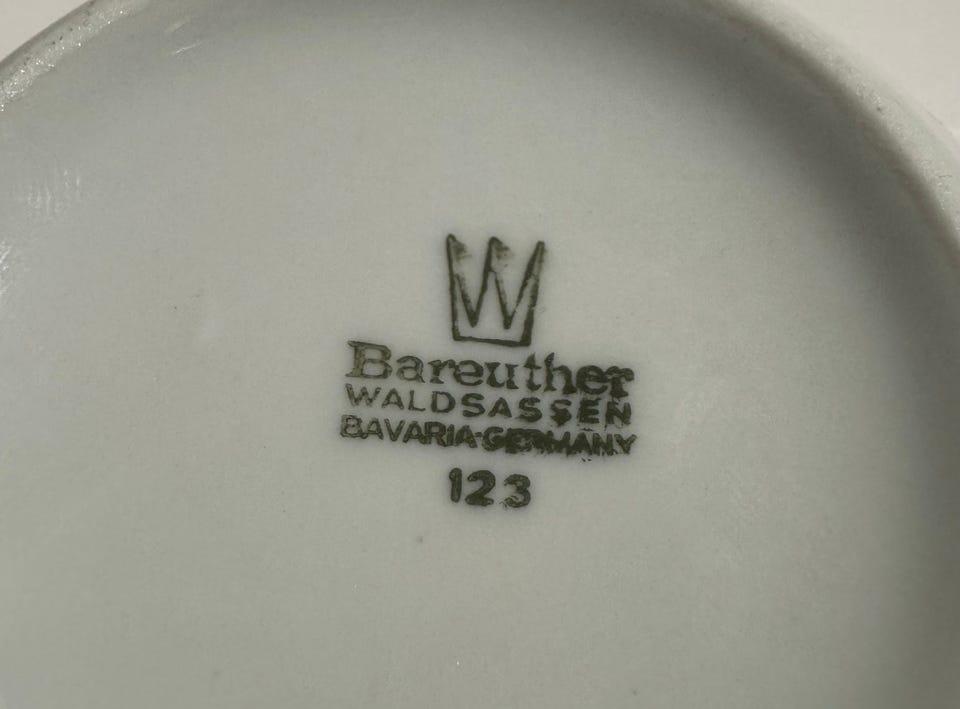 W
Bareuther
WALDSASSEN
BAVARIA-GERMANY
123